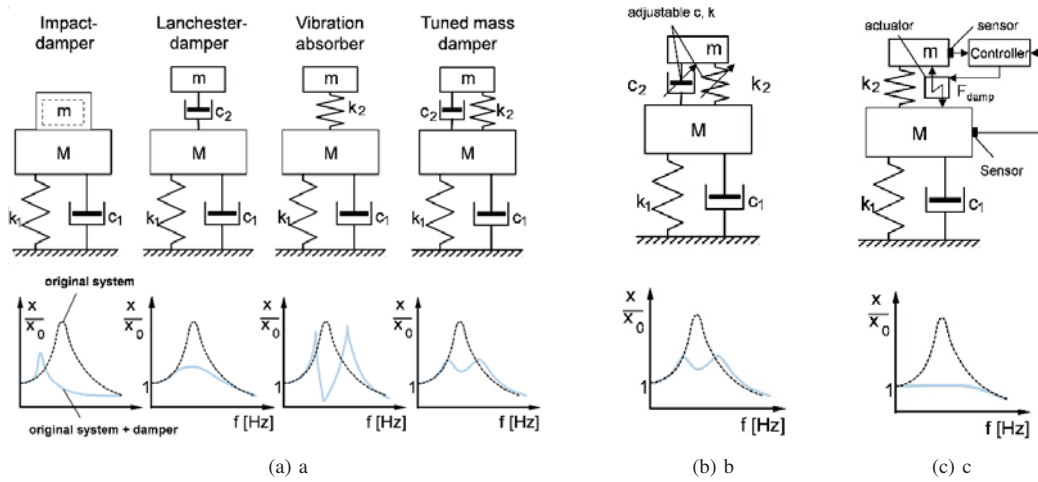 Impact-
damper
m
M
k1
c1
Lanchester-
damper
m
c2
M
k1
c1
Vibration
absorber
m
k2
M
k1
c1
Tuned mass
damper
m
c2
k2
M
k1
c1
adjustable c, k
m
c2
k2
M
k1
c1
actuator
sensor
m
Controller
k2
Fdamp
M
Sensor
k1
c1
original system
x
x0
original system + damper
x
x0
1
f [Hz]
x
x0
1
f [Hz]
x
x0
1
f [Hz]
x
x0
1
f [Hz]
x
x0
1
f [Hz]
(a) a
(b) b
(c) c